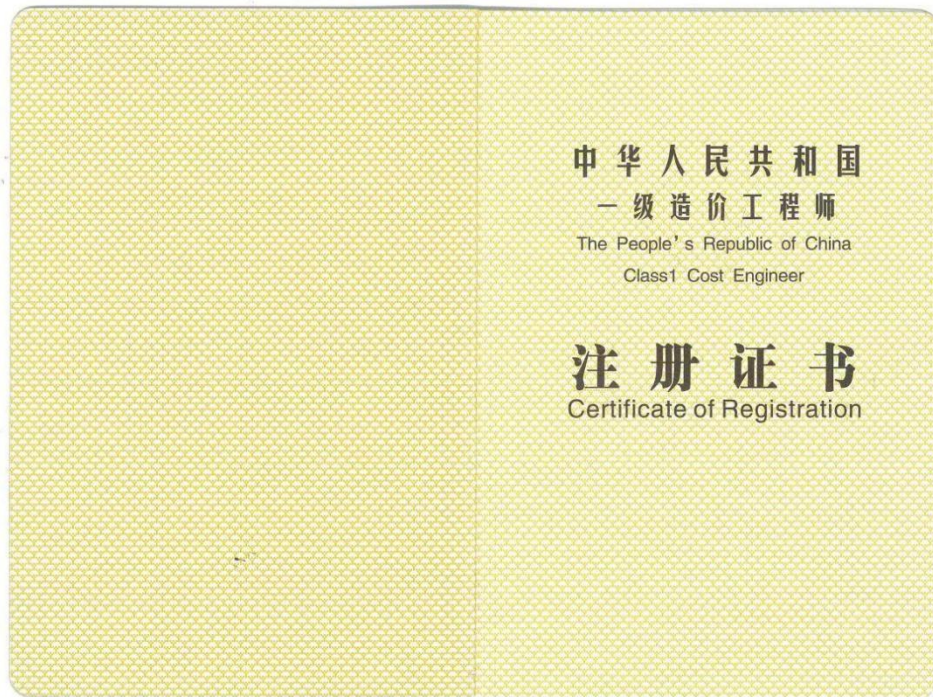 中华人民共和国
一级造价工程师
The People's Republic of China
Class1 Cost Engineer
注册证书
Certificate of Registration